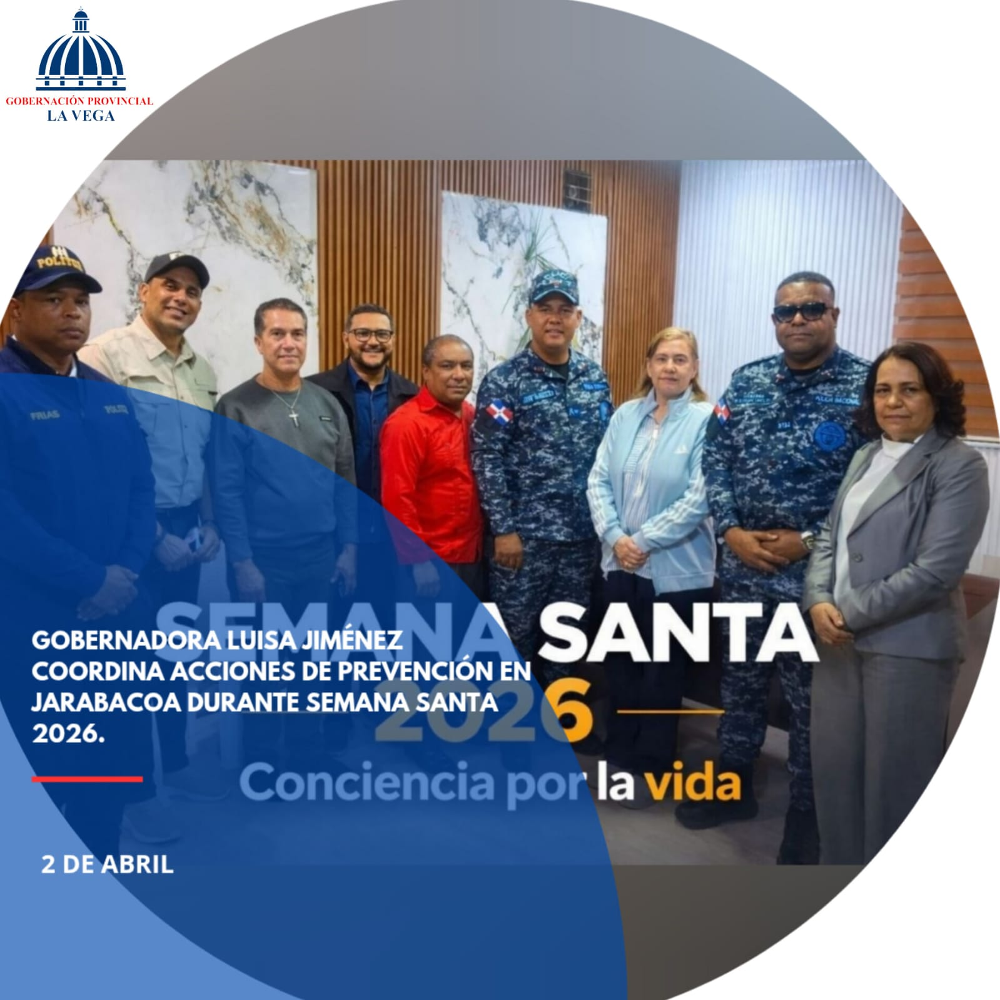 GOBERNACIÓN PROVINCIAL
LA VEGA
POLITUR
FRIAS
SEMANA SANTA
2026
Conciencia por la vida
GOBERNADORA LUISA JIMÉNEZ
COORDINA ACCIONES DE PREVENCIÓN EN
JARABACOA DURANTE SEMANA SANTA
2026.
2 DE ABRIL